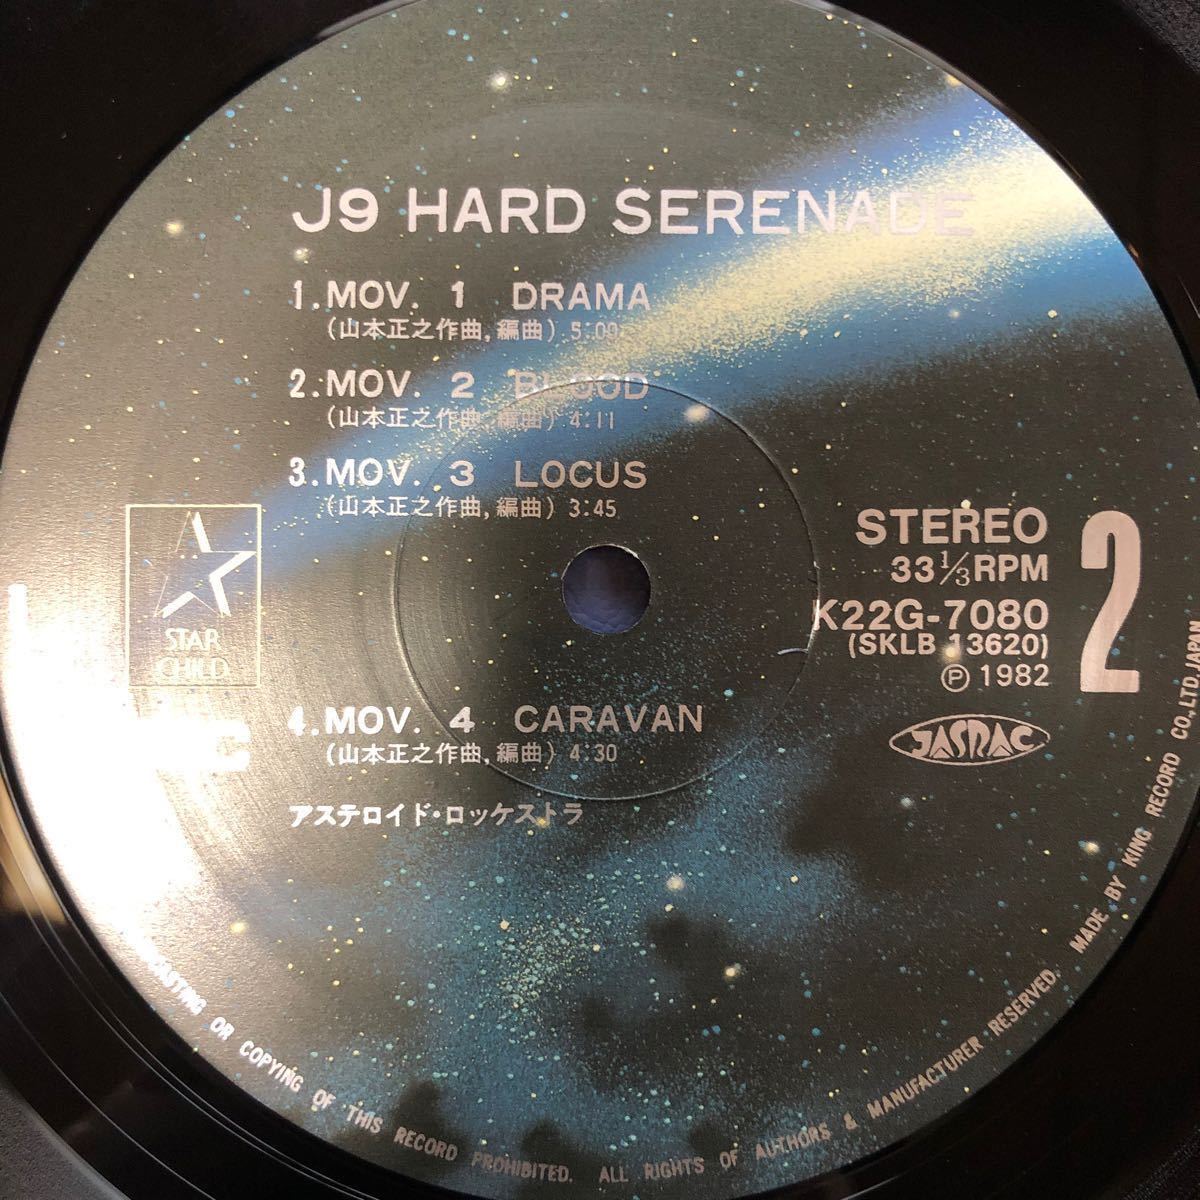 J9 HARD SERENADE
1.MOV. 1 DRAMA
(山本正之作曲,編曲) 5:09
2.MOV. 2 BLOOD
(山本正之作曲,編曲) 4:11
3.MOV. 3 LOCUS
(山本正之作曲,編曲) 3:45
STAR
CHILD
STEREO
33 1/3 RPM
K22G-7080
(SKLB 13620)
Ⓟ 1982
2
JASRAC
4.MOV. 4 CARAVAN
(山本正之作曲,編曲) 4:30
アステロイド・ロッケストラ
OR COPYING OF THIS RECORD PROHIBITED. ALL RIGHTS OF AUTHORS & MANUFACTURER RESERVED. MADE BY KING RECORD CO., LTD. JAPAN